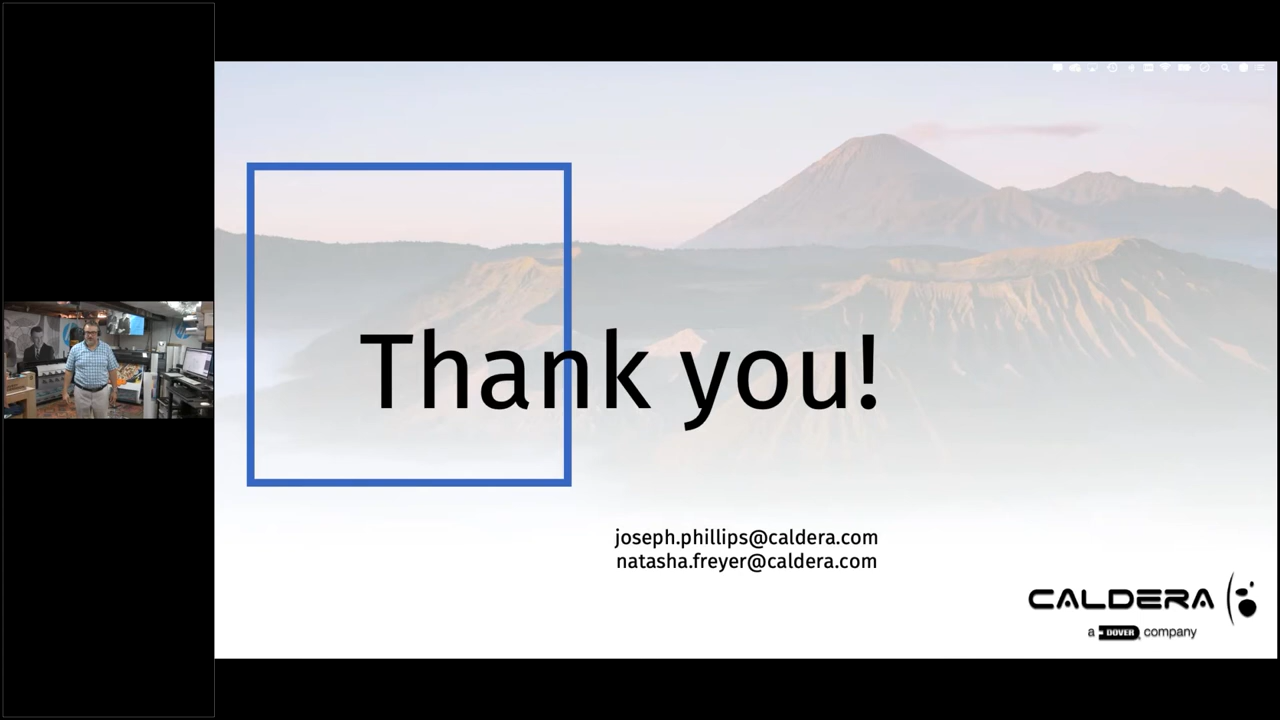 Thank you!
joseph.phillips@caldera.com
natasha.freyer@caldera.com
CALDERA
a DOVER company